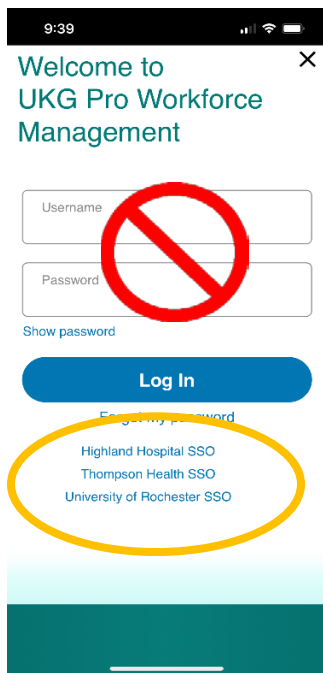 9:39
Welcome to
UKG Pro Workforce
Management
Username
Password
Show password
Log In
Forgot my password
Highland Hospital SSO
Thompson Health SSO
University of Rochester SSO